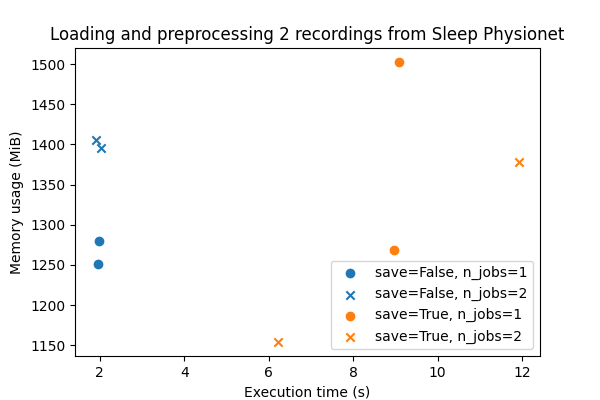 Loading and preprocessing 2 recordings from Sleep Physionet
1500
1450
1400
1350
1300
1250
1200
1150
Memory usage (MiB)
save=False, n_jobs=1
save=False, n_jobs=2
save=True, n_jobs=1
save=True, n_jobs=2
2 4 6 8 10 12
Execution time (s)